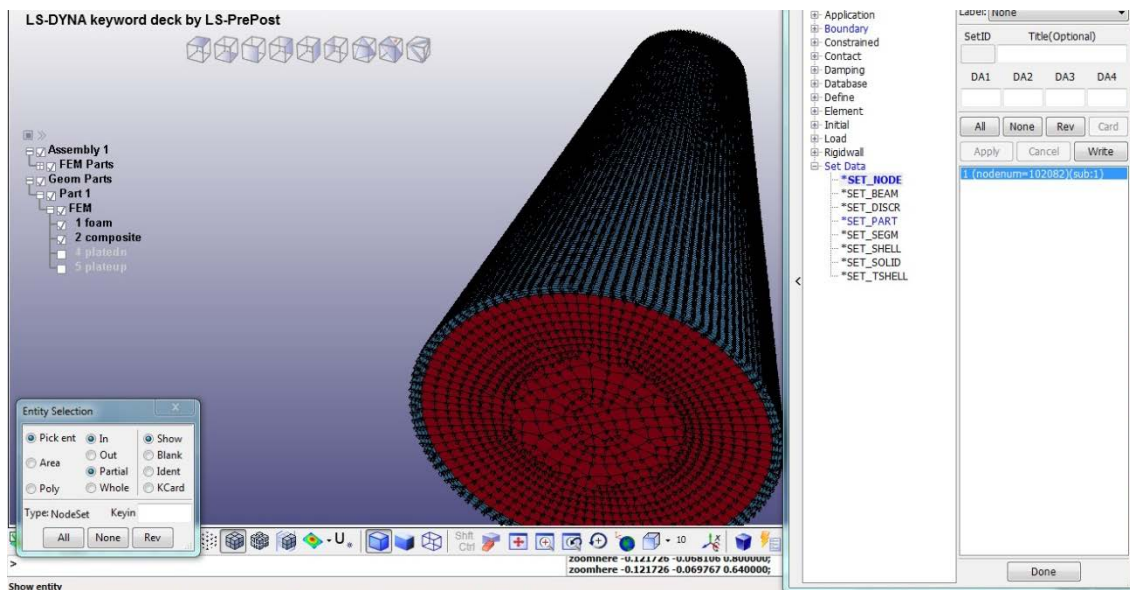 LS-DYNA keyword deck by LS-PrePost
Assembly 1
FEM Parts
Geom Parts
Part 1
FEM
1 foam
2 composite
4 platedn
5 plateup
Entity Selection
Pick ent In Show
Out Blank
Area
Partial Ident
Poly Whole KCard
Type: NodeSet Keyin
All None Rev
Shft
Ctrl
10
>
zoomhere -0.121726 -0.068106 0.800000;
zoomhere -0.121726 -0.069767 0.640000;
Show entity
Application
Boundary
Constrained
Contact
Damping
Database
Define
Element
Initial
Load
Rigidwall
Set Data
*SET_NODE
*SET_BEAM
*SET_DISCR
*SET_PART
*SET_SEGM
*SET_SHELL
*SET_SOLID
*SET_TSHELL
<
Label: None
SetID Title(Optional)
DA1 DA2 DA3 DA4
All None Rev Card
Apply Cancel Write
1 (nodenum=102082)(sub:1)
Done